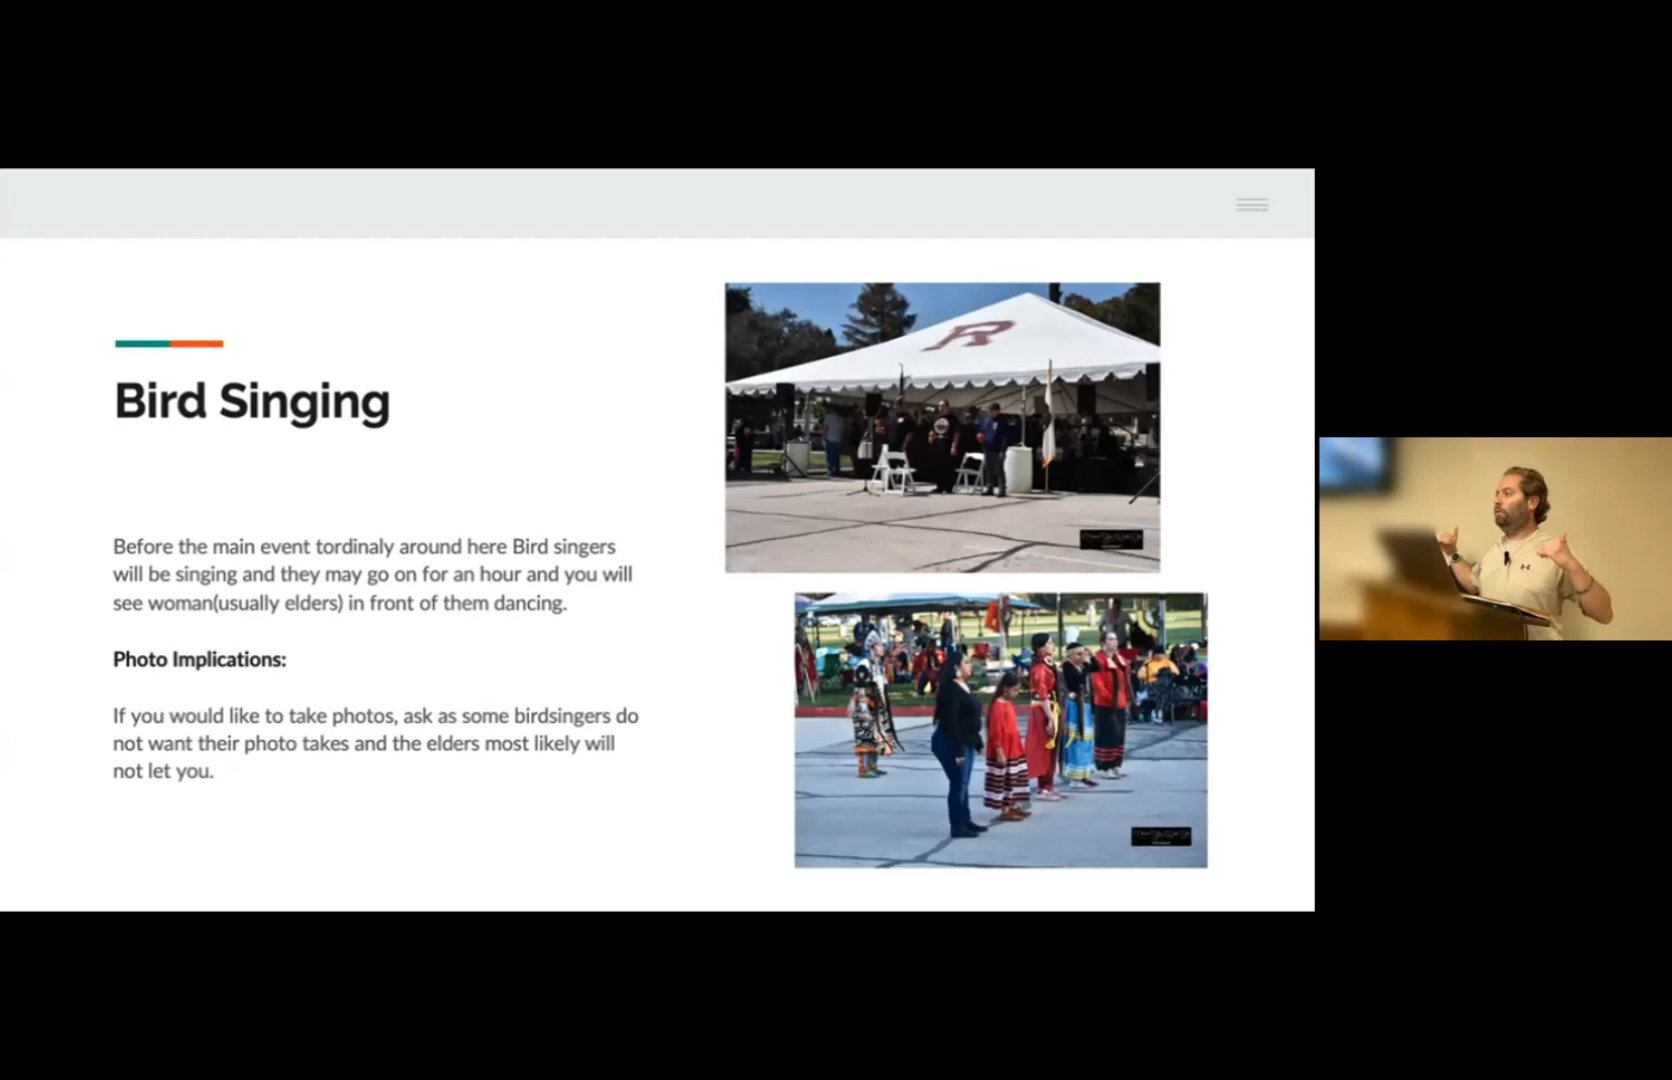 Bird Singing
Before the main event tordinaly around here Bird singers
will be singing and they may go on for an hour and you will
see woman(usually elders) in front of them dancing.
Photo Implications:
If you would like to take photos, ask as some birdsingers do
not want their photo takes and the elders most likely will
not let you.
R